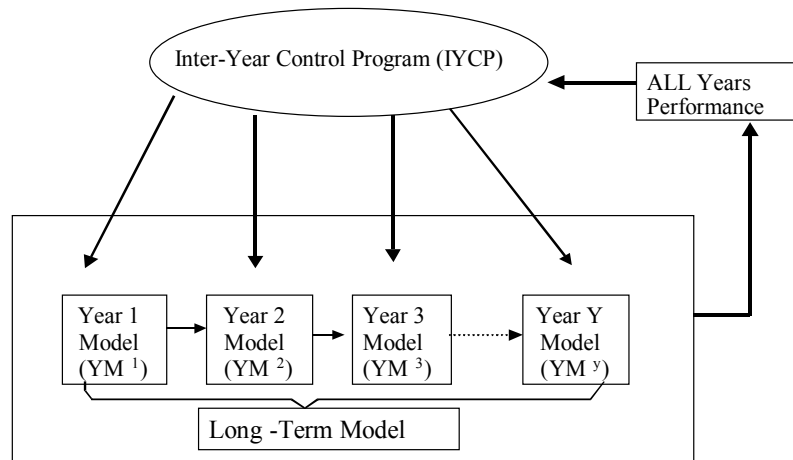 Inter-Year Control Program (IYCP)
ALL Years
Performance
Year 1
Model
(YM ¹)
Year 2
Model
(YM ²)
Year 3
Model
(YM ³)
Year Y
Model
(YM ʸ)
Long -Term Model